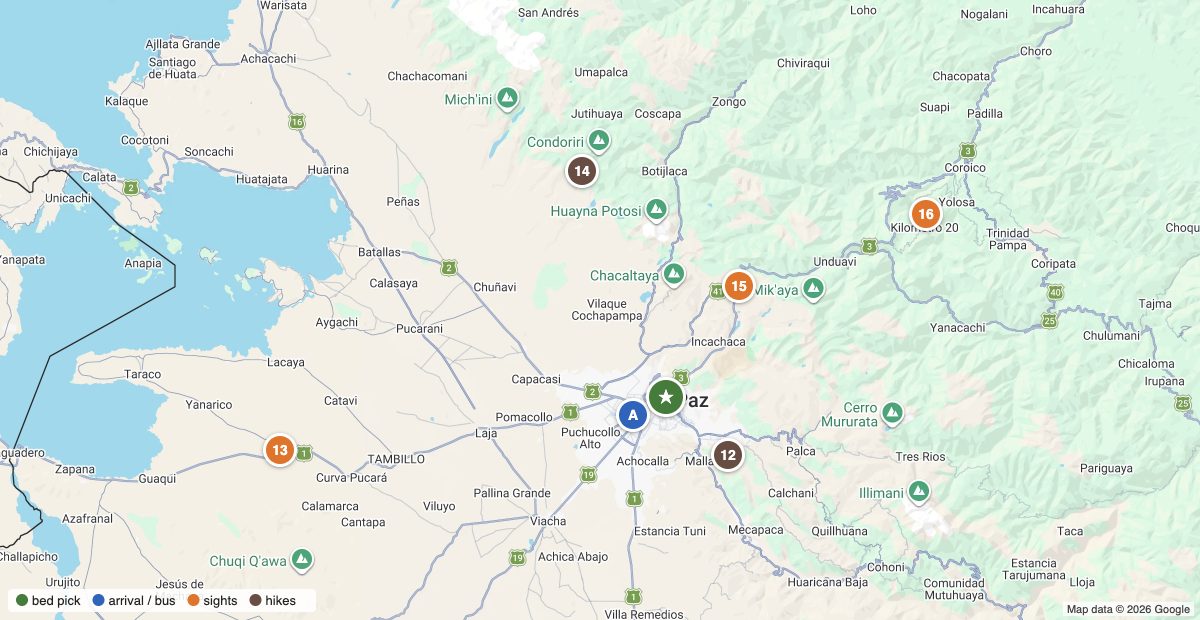 Warisata
San Andrés
Loho
Nogalani
Incahuara
Ajllata Grande
Achacachi
Choro
Santiago
de Huata
Chiviraqui
Umapalca
Chachacomani
Chacopata
Kalaque
Mich'ini
Zongo
Suapi
Padilla
Jutihuaya
Coscapa
16
Cocotoni
Condoriri
Chichijaya
Soncachi
3
Coroico
Calata
Huatajata
Huarina
14
Botijlaca
2
Unicachi
Peñas
Huayna Potosi
16
Yolosa
Kilometro 20
Trinidad
Pampa
Choqu
Yanapata
Anapia
Batallas
2
3
Unduavi
Coripata
Calasaya
Chuñavi
Chacaltaya
41
15
Mik'aya
40
Vilaque
Cochapampa
Tajma
Aygachi
Pucarani
25
Yanacachi
Chulumani
Incachaca
Lacaya
Chicaloma
Taraco
Capacasi
3
Irupana
2
25
Yanarico
Catavi
Paz
Pomacollo
1
A
Cerro
Mururata
Laja
Puchucollo
Alto
13
1
TAMBILLO
Achocalla
Malla
12
Palca
Tres Rios
guadero
Zapana
Guaqui
Curva Pucará
19
Pariguaya
Pallina Grande
1
Calchani
Illimani
Calamarca
Viluyo
Azafranal
Cantapa
Viacha
Estancia Tuni
Mecapaca
Quillhuana
Taca
Challapicho
Chuqi Q'awa
19
Achica Abajo
Cohoni
Estancia
Tarujumana
Urujito
Jesús de
Huaricana Baja
Comunidad
Mutuhuaya
Lloja
1
Villa Remedios
bed pick
arrival / bus
sights
hikes
Map data © 2026 Google